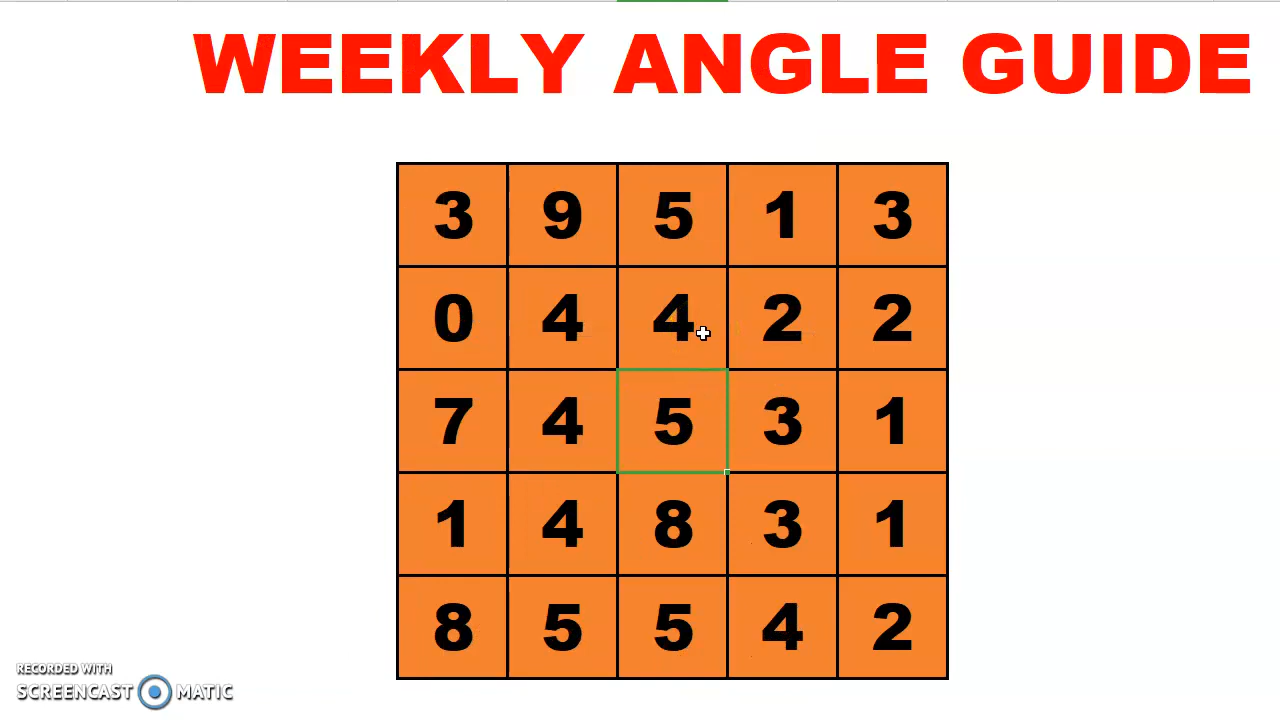 WEEKLY ANGLE GUIDE
3 9 5 1 3
0 4 4 2 2
7 4 5 3 1
1 4 8 3 1
8 5 5 4 2
RECORDED WITH
SCREENCAST MATIC